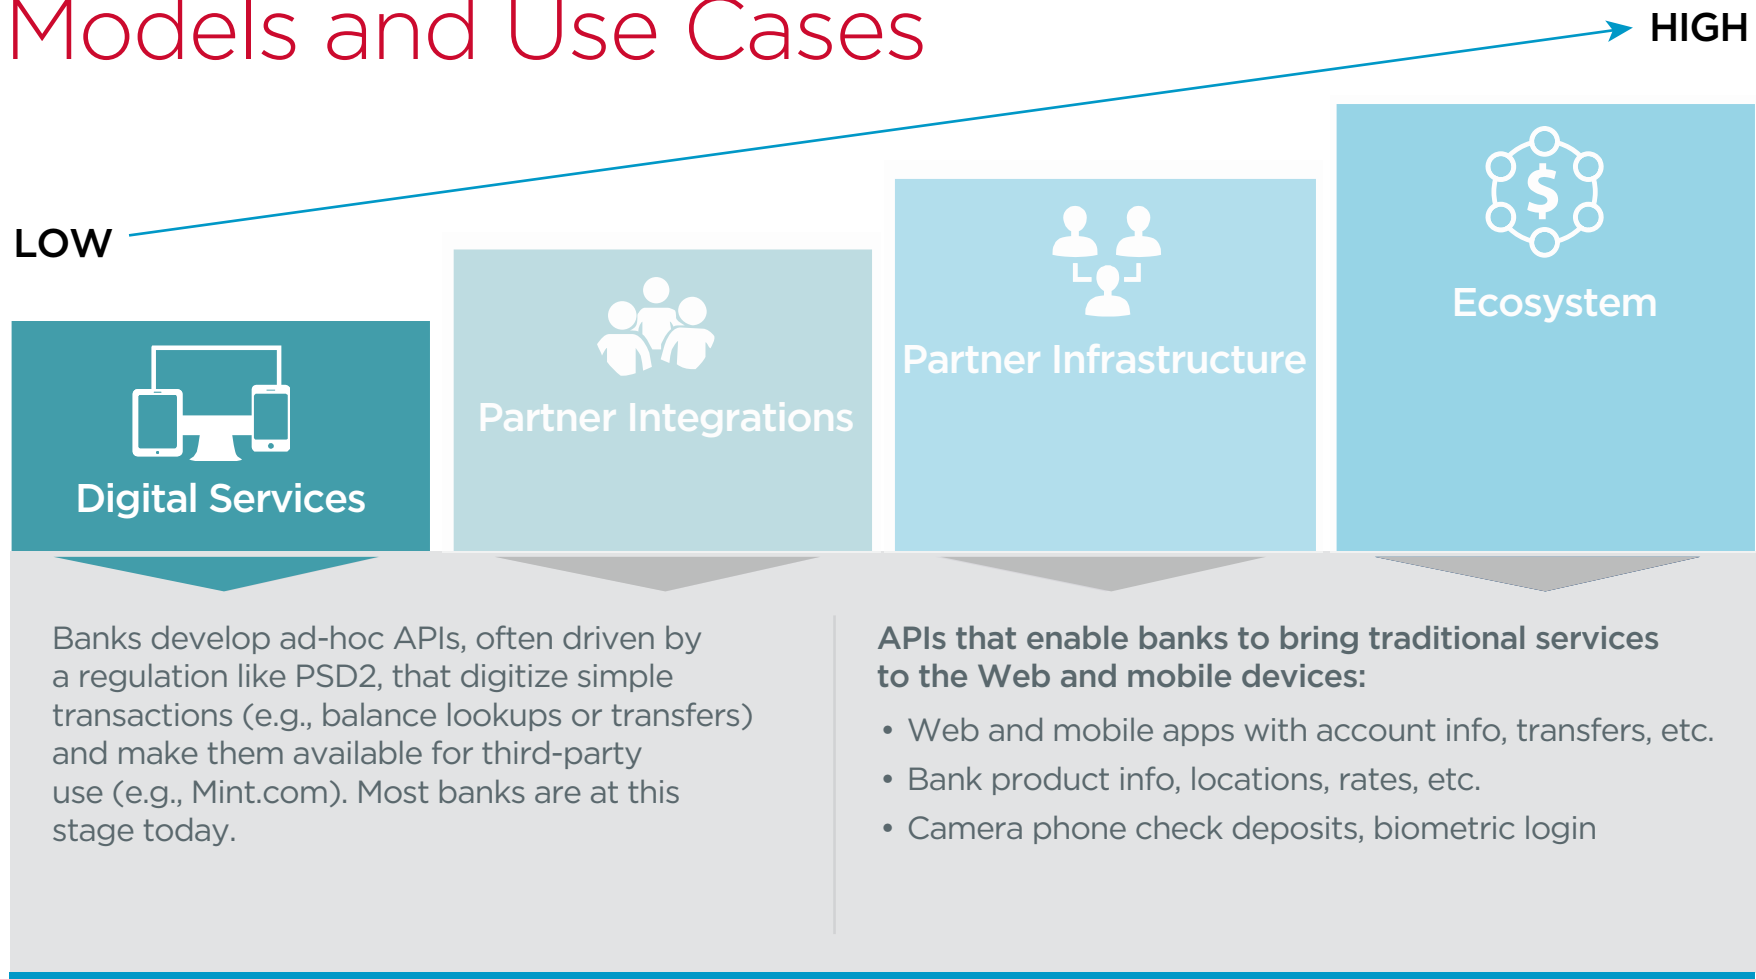 Models and Use Cases
HIGH
LOW
Digital Services
Partner Integrations
Partner Infrastructure
Ecosystem
Banks develop ad-hoc APIs, often driven by
a regulation like PSD2, that digitize simple
transactions (e.g., balance lookups or transfers)
and make them available for third-party
use (e.g., Mint.com). Most banks are at this
stage today.
APIs that enable banks to bring traditional services
to the Web and mobile devices:
• Web and mobile apps with account info, transfers, etc.
• Bank product info, locations, rates, etc.
• Camera phone check deposits, biometric login